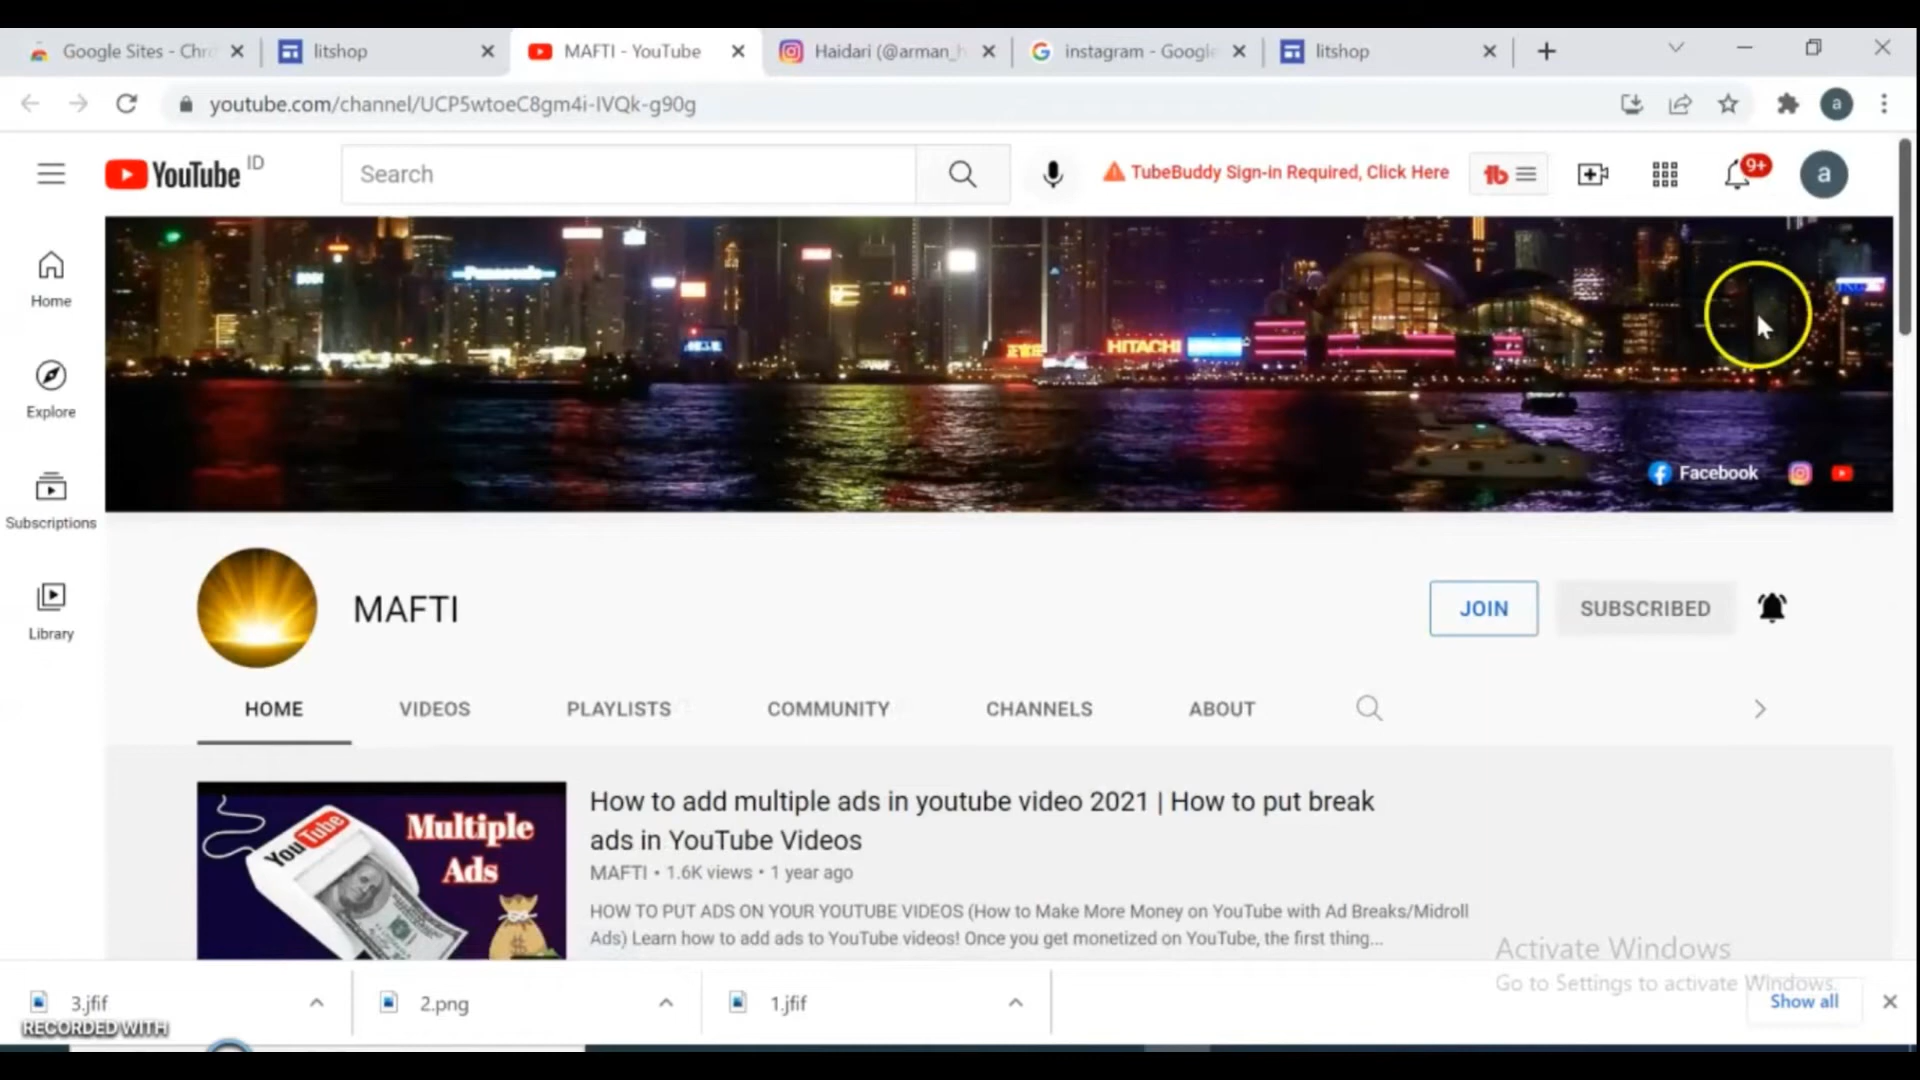 Google Sites - Chr
litshop
MAFTI - YouTube
Haidari (@arman_h
instagram - Google
litshop
youtube.com/channel/UCP5wtoeC8gm4i-IVQk-g90g
a
YouTube ID
Search
TubeBuddy Sign-in Required, Click Here
tb
9+
a
Home
Explore
Subscriptions
Library
Panasonic
HITACHI
Facebook
MAFTI
JOIN
SUBSCRIBED
HOME
VIDEOS
PLAYLISTS
COMMUNITY
CHANNELS
ABOUT
YouTube
Multiple
Ads
How to add multiple ads in youtube video 2021 | How to put break
ads in YouTube Videos
MAFTI • 1.6K views • 1 year ago
HOW TO PUT ADS ON YOUR YOUTUBE VIDEOS (How to Make More Money on YouTube with Ad Breaks/Midroll
Ads) Learn how to add ads to YouTube videos! Once you get monetized on YouTube, the first thing...
Activate Windows
Go to Settings to activate Windows.
3.jfif
2.png
1.jfif
Show all
RECORDED WITH